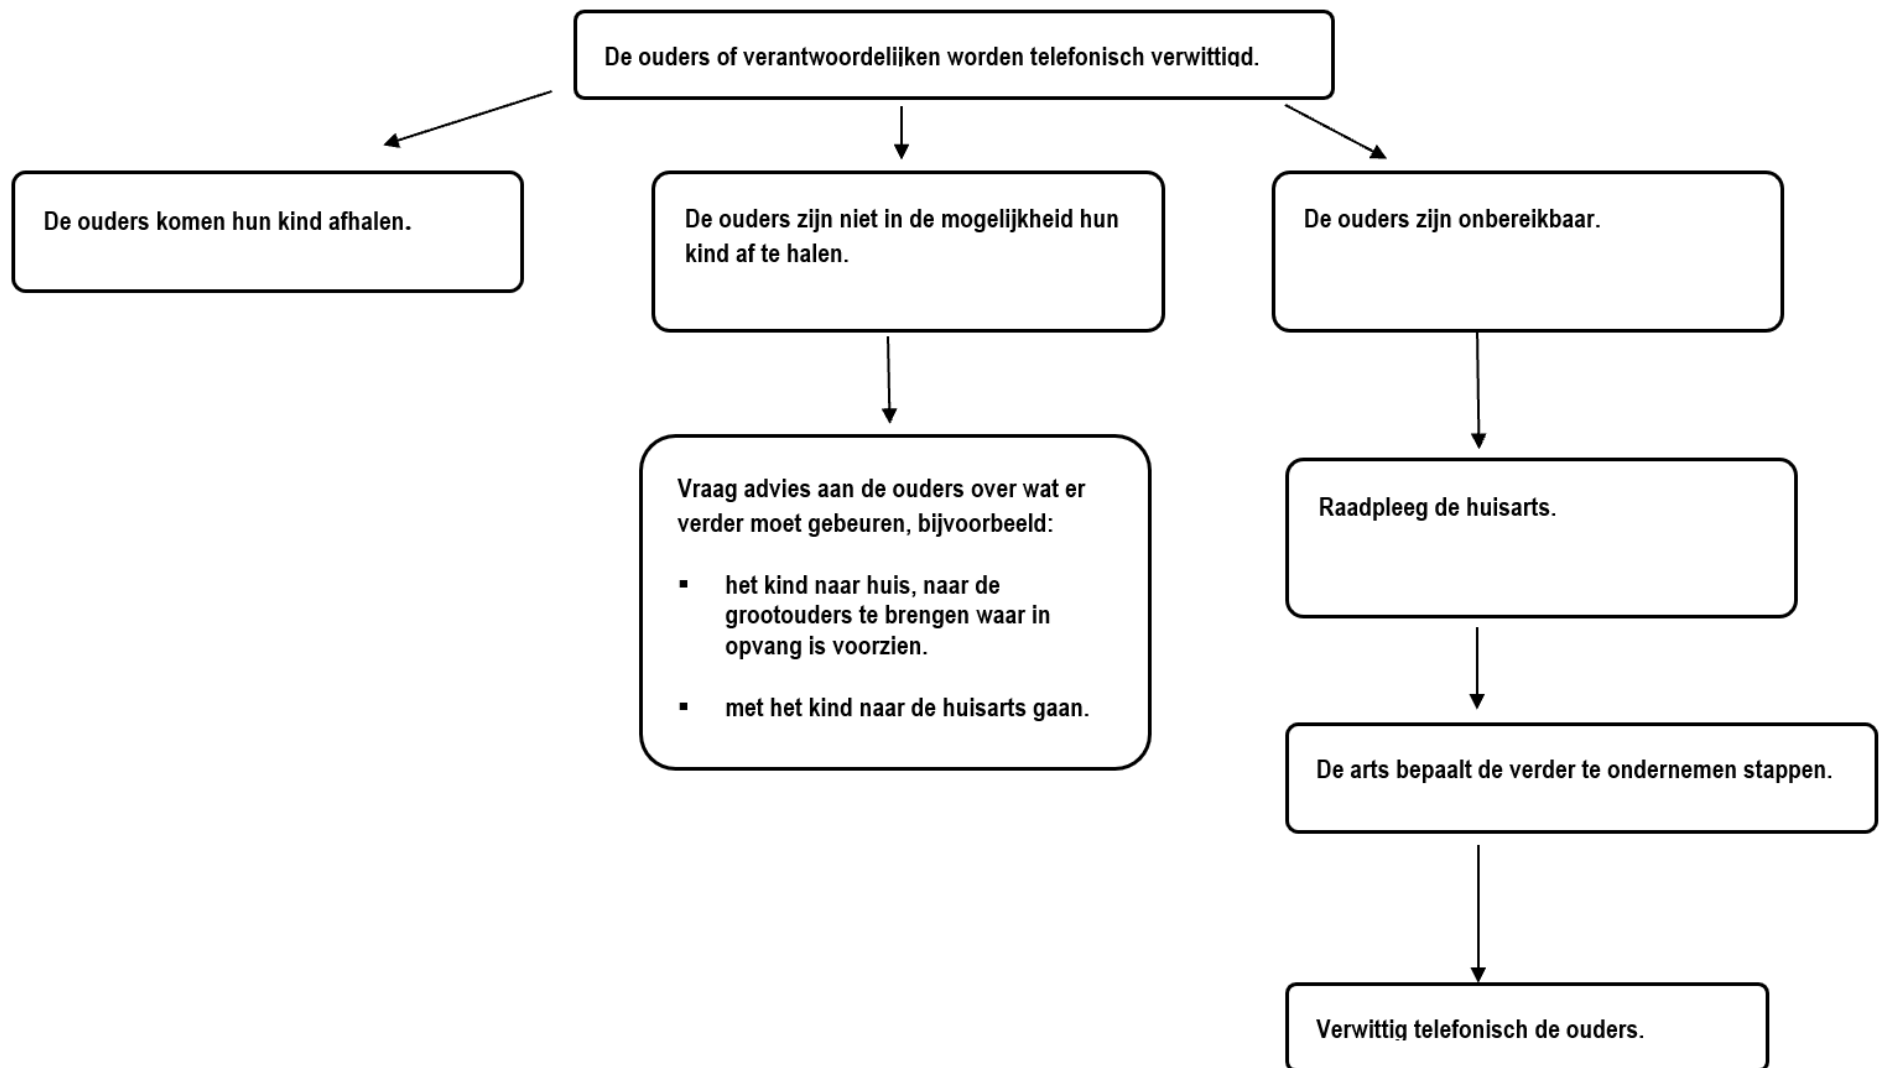 De ouders of verantwoordelijken worden telefonisch verwittigd.
De ouders komen hun kind afhalen.
De ouders zijn niet in de mogelijkheid hun
kind af te halen.
De ouders zijn onbereikbaar.
Vraag advies aan de ouders over wat er
verder moet gebeuren, bijvoorbeeld:
▪ het kind naar huis, naar de
grootouders te brengen waar in
opvang is voorzien.
▪ met het kind naar de huisarts gaan.
Raadpleeg de huisarts.
De arts bepaalt de verder te ondernemen stappen.
Verwittig telefonisch de ouders.